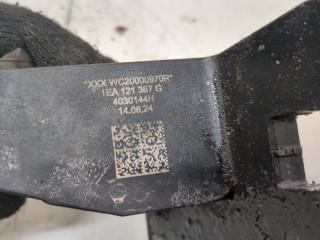 *XXX WC20000970R*
1EA 121 367 G
4030144H
14.08.24